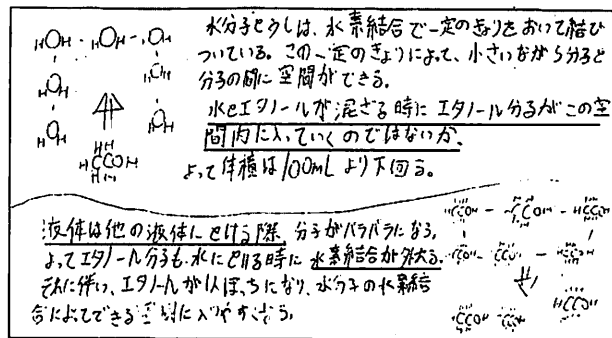 水分子どうしは、水素結合で一定のきょりをおいて結び
ついている。この一定のきょりによって、小さいながら分子と
分子の間に空間ができる。
水とエタノールが混ざる時にエタノール分子がこの空
間内に入っていくのではないか。
よって体積は100mLより下回る。
液体は他の液体にとける際、分子がバラバラになる。
よってエタノール分子も、水にとける時に水素結合が外れる。
それに伴い、エタノールが1人ぼっちになり、水分子の水素結
合によってできる空間に入りやすくなる。